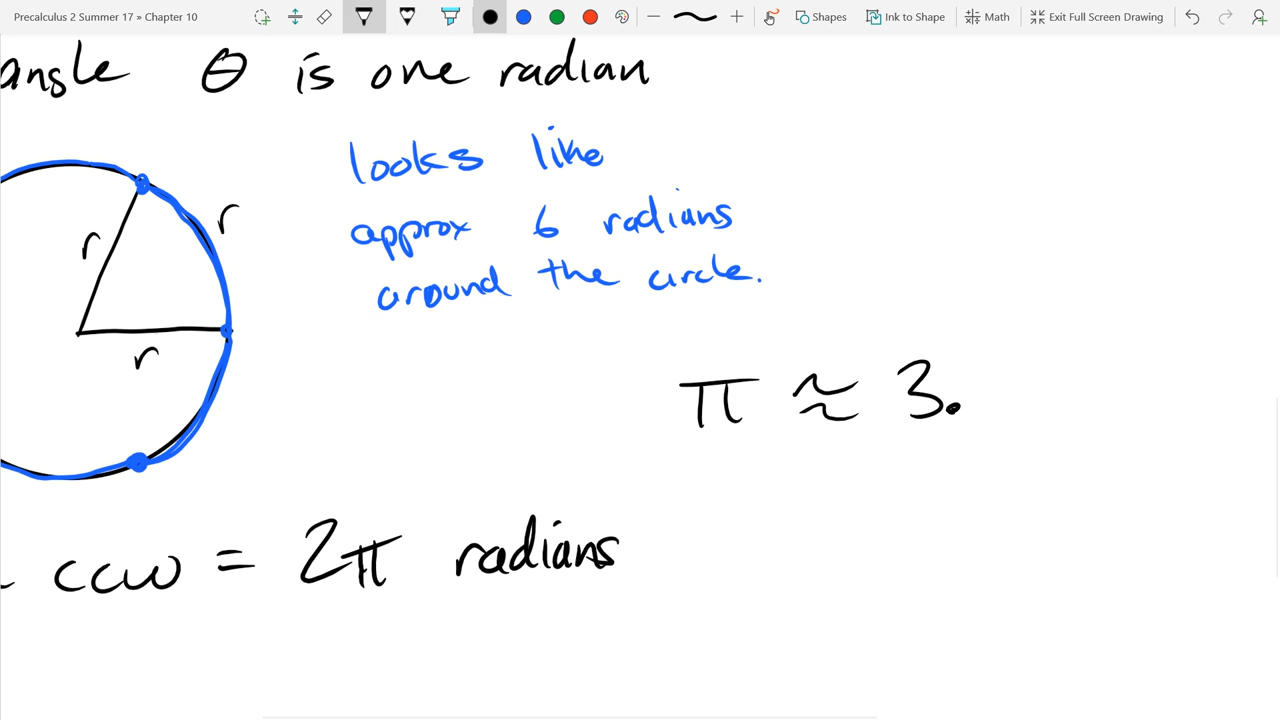 Precalculus 2 Summer 17 » Chapter 10
Shapes
Ink to Shape
Math
Exit Full Screen Drawing
angle θ is one radian
looks like
approx 6 radians
around the circle.
r
r
r
π ≈ 3.
ccw = 2π radians